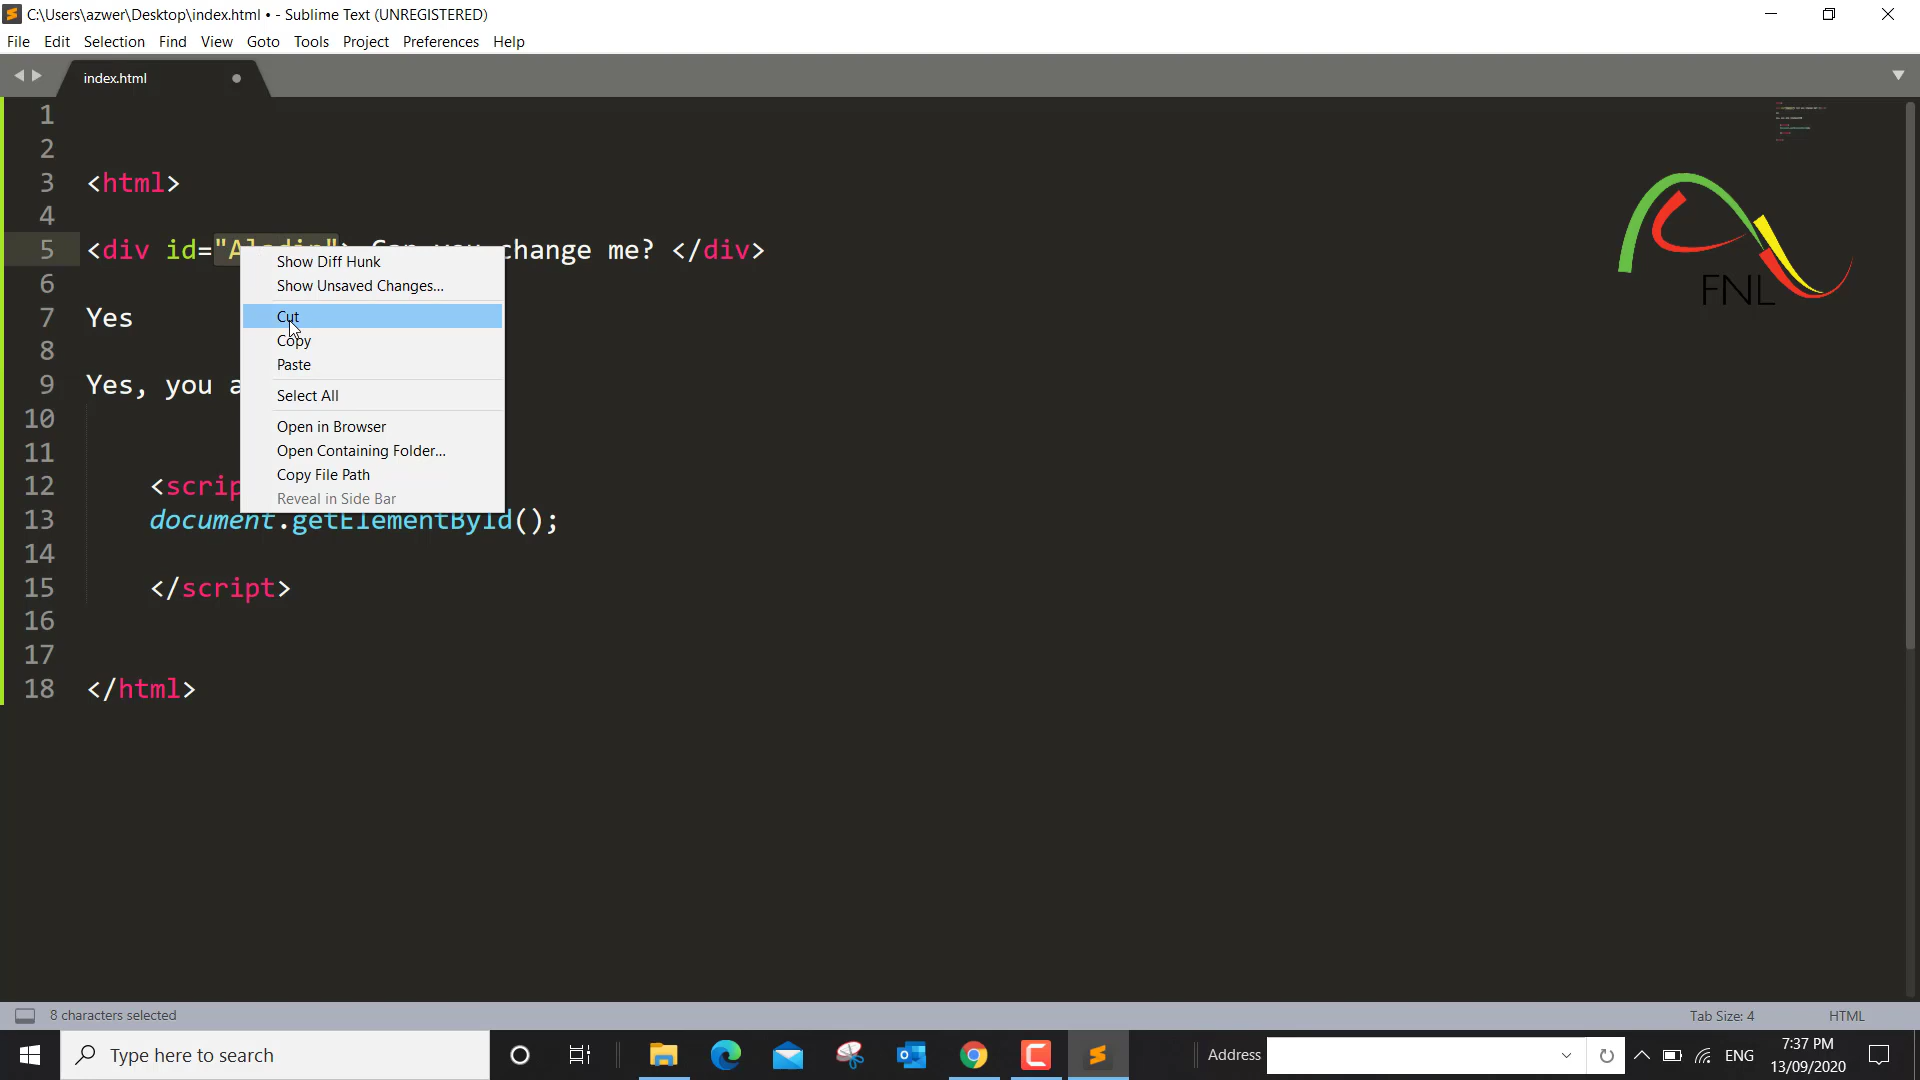 C:\Users\azwer\Desktop\index.html • - Sublime Text (UNREGISTERED)
File Edit Selection Find View Goto Tools Project Preferences Help
index.html
1
2
3 <html>
4
5 <div id="Aladin"> Can you change me? </div>
Show Diff Hunk
Show Unsaved Changes...
6
7 Yes
Cut
Copy
8
Paste
9 Yes, you a
Select All
10
Open in Browser
11
Open Containing Folder...
Copy File Path
12 <scrip
Reveal in Side Bar
13 document.getElementById();
14
15 </script>
16
17
18 </html>
FNL
8 characters selected Tab Size: 4 HTML
Type here to search Address ENG 7:37 PM
13/09/2020